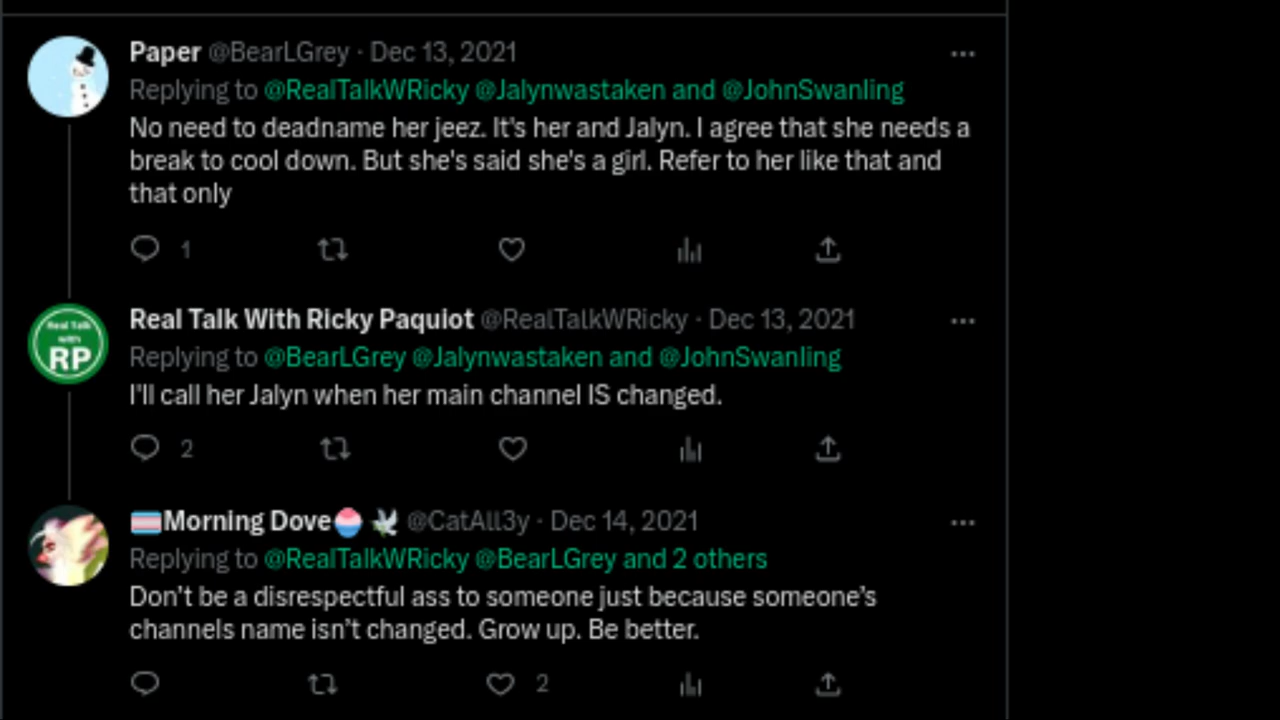 Paper @BearLGrey · Dec 13, 2021
Replying to @RealTalkWRicky @Jalynwastaken and @JohnSwanling
No need to deadname her jeez. It's her and Jalyn. I agree that she needs a
break to cool down. But she's said she's a girl. Refer to her like that and
that only
1
Real Talk With Ricky Paquiot @RealTalkWRicky · Dec 13, 2021
Real Talk
with
RP
Replying to @BearLGrey @Jalynwastaken and @JohnSwanling
I'll call her Jalyn when her main channel IS changed.
2
Morning Dove @CatAll3y · Dec 14, 2021
Replying to @RealTalkWRicky @BearLGrey and 2 others
Don't be a disrespectful ass to someone just because someone's
channels name isn't changed. Grow up. Be better.
2